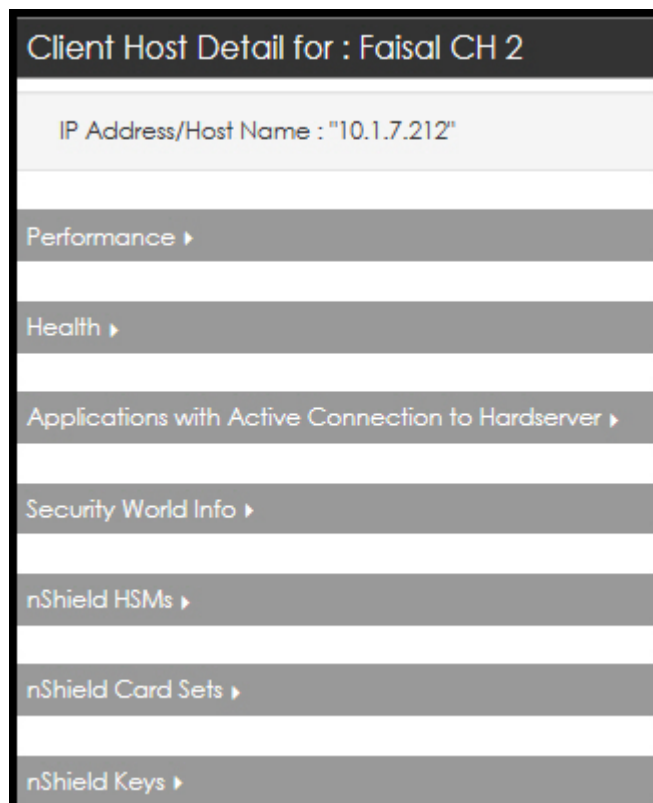 Client Host Detail for : Faisal CH 2
IP Address/Host Name : "10.1.7.212"
Performance
Health
Applications with Active Connection to Hardserver
Security World Info
nShield HSMs
nShield Card Sets
nShield Keys